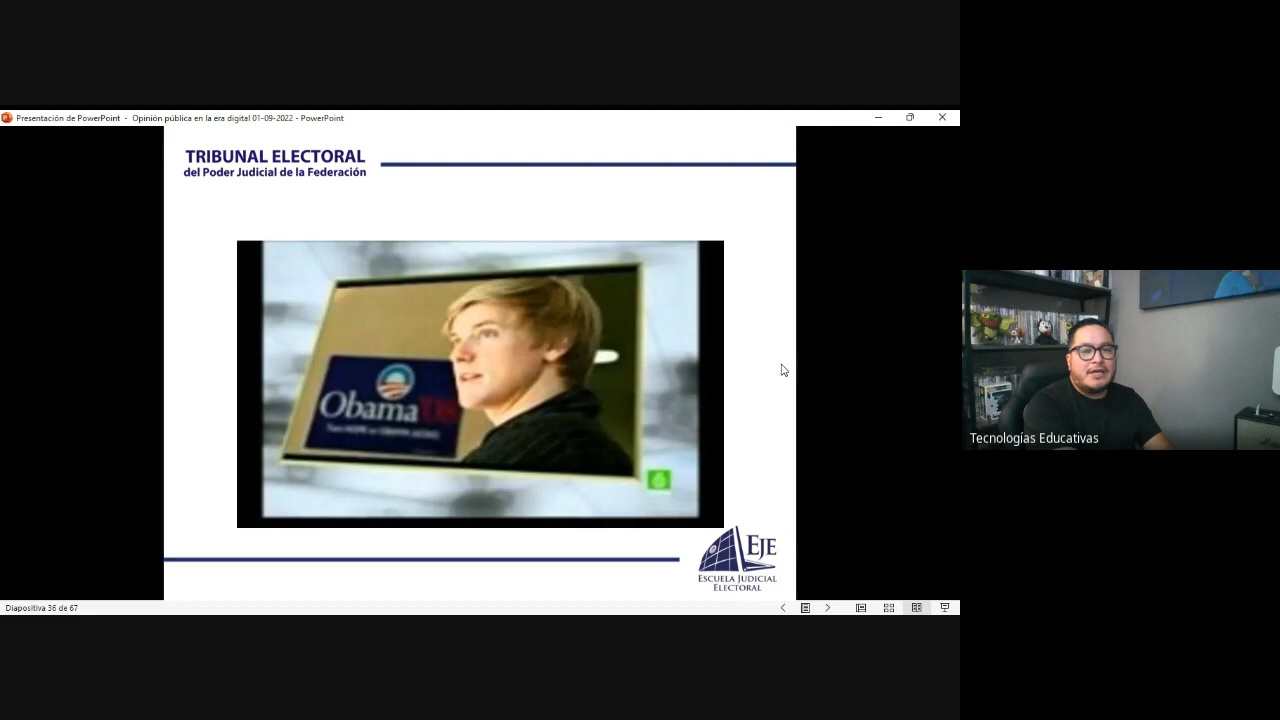 Presentación de PowerPoint - Opinión pública en la era digital 01-09-2022 - PowerPoint
TRIBUNAL ELECTORAL
del Poder Judicial de la Federación
Obama'08
EJE
ESCUELA JUDICIAL
ELECTORAL
Tecnologías Educativas
Diapositiva 36 de 67